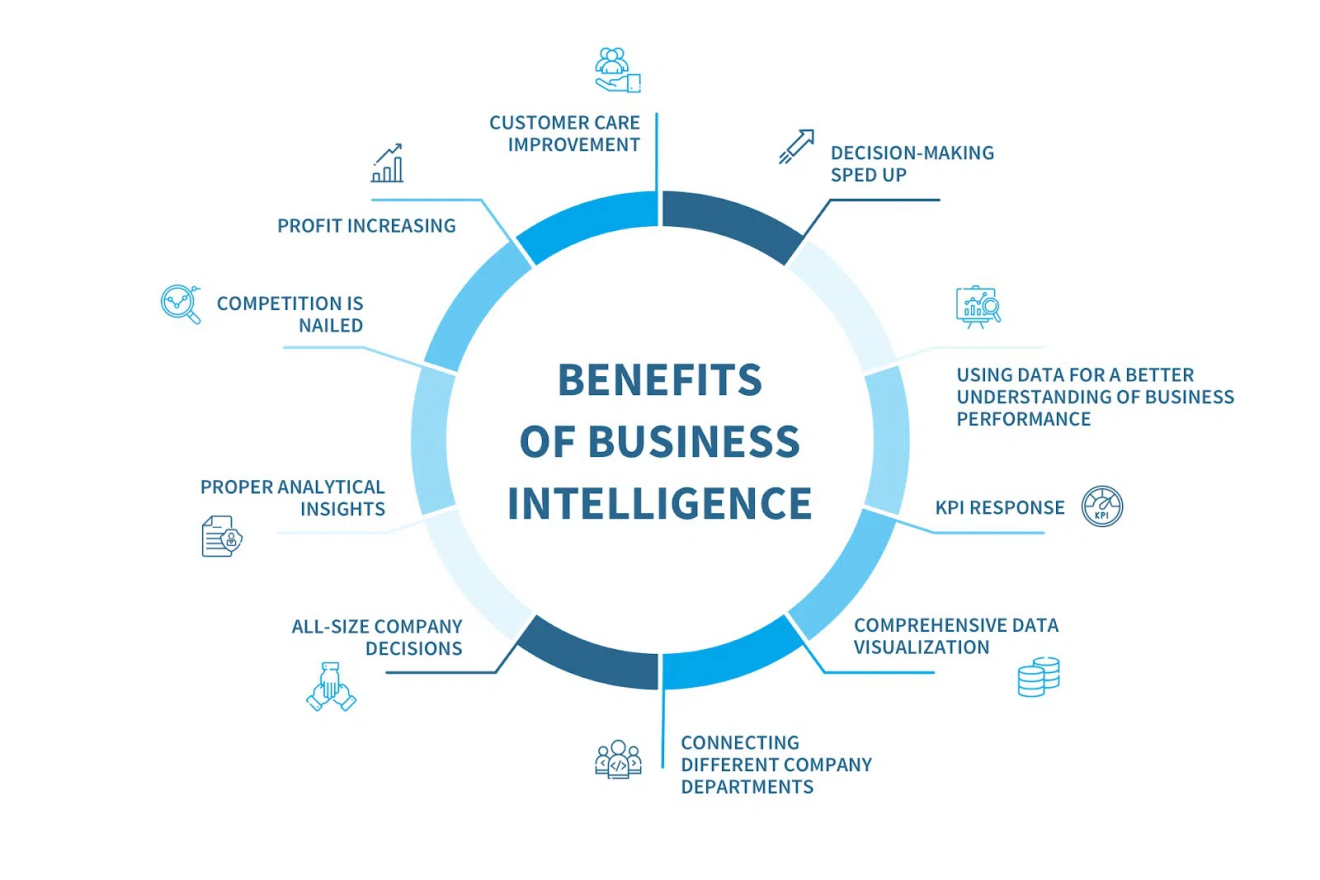 CUSTOMER CARE
IMPROVEMENT
DECISION-MAKING
SPED UP
PROFIT INCREASING
COMPETITION IS
NAILED
USING DATA FOR A BETTER
UNDERSTANDING OF BUSINESS
PERFORMANCE
BENEFITS
OF BUSINESS
INTELLIGENCE
PROPER ANALYTICAL
INSIGHTS
KPI RESPONSE
KPI
ALL-SIZE COMPANY
DECISIONS
COMPREHENSIVE DATA
VISUALIZATION
CONNECTING
DIFFERENT COMPANY
DEPARTMENTS